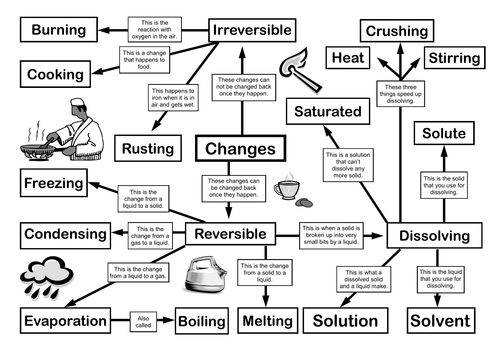 Burning
This is the
reaction with
oxygen in the air.
Irreversible
Crushing
Heat
Stirring
Cooking
This is a change
that happens to
food.
This happens to
iron when it is in
air and gets wet.
These changes can
not be changed back
once they happen.
These three
things speed up
dissolving.
Saturated
Solute
Rusting
Changes
This is a solution
that can't
dissolve any
more solid.
This is the solid
that you use for
dissolving.
Freezing
This is the
change from a
liquid to a solid.
These changes can
be changed back
once they happen.
Condensing
This is the
change from a
gas to a liquid.
Reversible
This is when a solid is
broken up into very
small bits by a liquid.
Dissolving
This is the change
from a liquid to a gas.
This is the change
from a solid to a
liquid.
This is what a
dissolved solid
and a liquid make.
This is the liquid
that you use for
dissolving.
Evaporation
Also
called
Boiling
Melting
Solution
Solvent